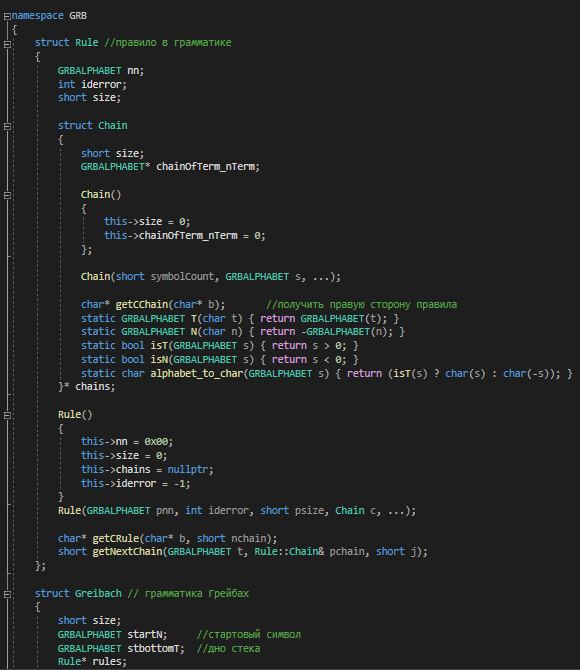 namespace GRB
{
    struct Rule //правило в грамматике
    {
        GRBALPHABET nn;
        int iderror;
        short size;

        struct Chain
        {
            short size;
            GRBALPHABET* chainOfTerm_nTerm;

            Chain()
            {
                this->size = 0;
                this->chainOfTerm_nTerm = 0;
            };

            Chain(short symbolCount, GRBALPHABET s, ...);

            char* getCChain(char* b);       //получить правую сторону правила
            static GRBALPHABET T(char t) { return GRBALPHABET(t); }
            static GRBALPHABET N(char n) { return -GRBALPHABET(n); }
            static bool isT(GRBALPHABET s) { return s > 0; }
            static bool isN(GRBALPHABET s) { return s < 0; }
            static char alphabet_to_char(GRBALPHABET s) { return (isT(s) ? char(s) : char(-s)); }
        }* chains;

        Rule()
        {
            this->nn = 0x00;
            this->size = 0;
            this->chains = nullptr;
            this->iderror = -1;
        }
        Rule(GRBALPHABET pnn, int iderror, short psize, Chain c, ...);

        char* getCRule(char* b, short nchain);
        short getNextChain(GRBALPHABET t, Rule::Chain& pchain, short j);
    };

    struct Greibach // грамматика Грейбах
    {
        short size;
        GRBALPHABET startN;     //стартовый символ
        GRBALPHABET stbottomT;  //дно стека
        Rule* rules;